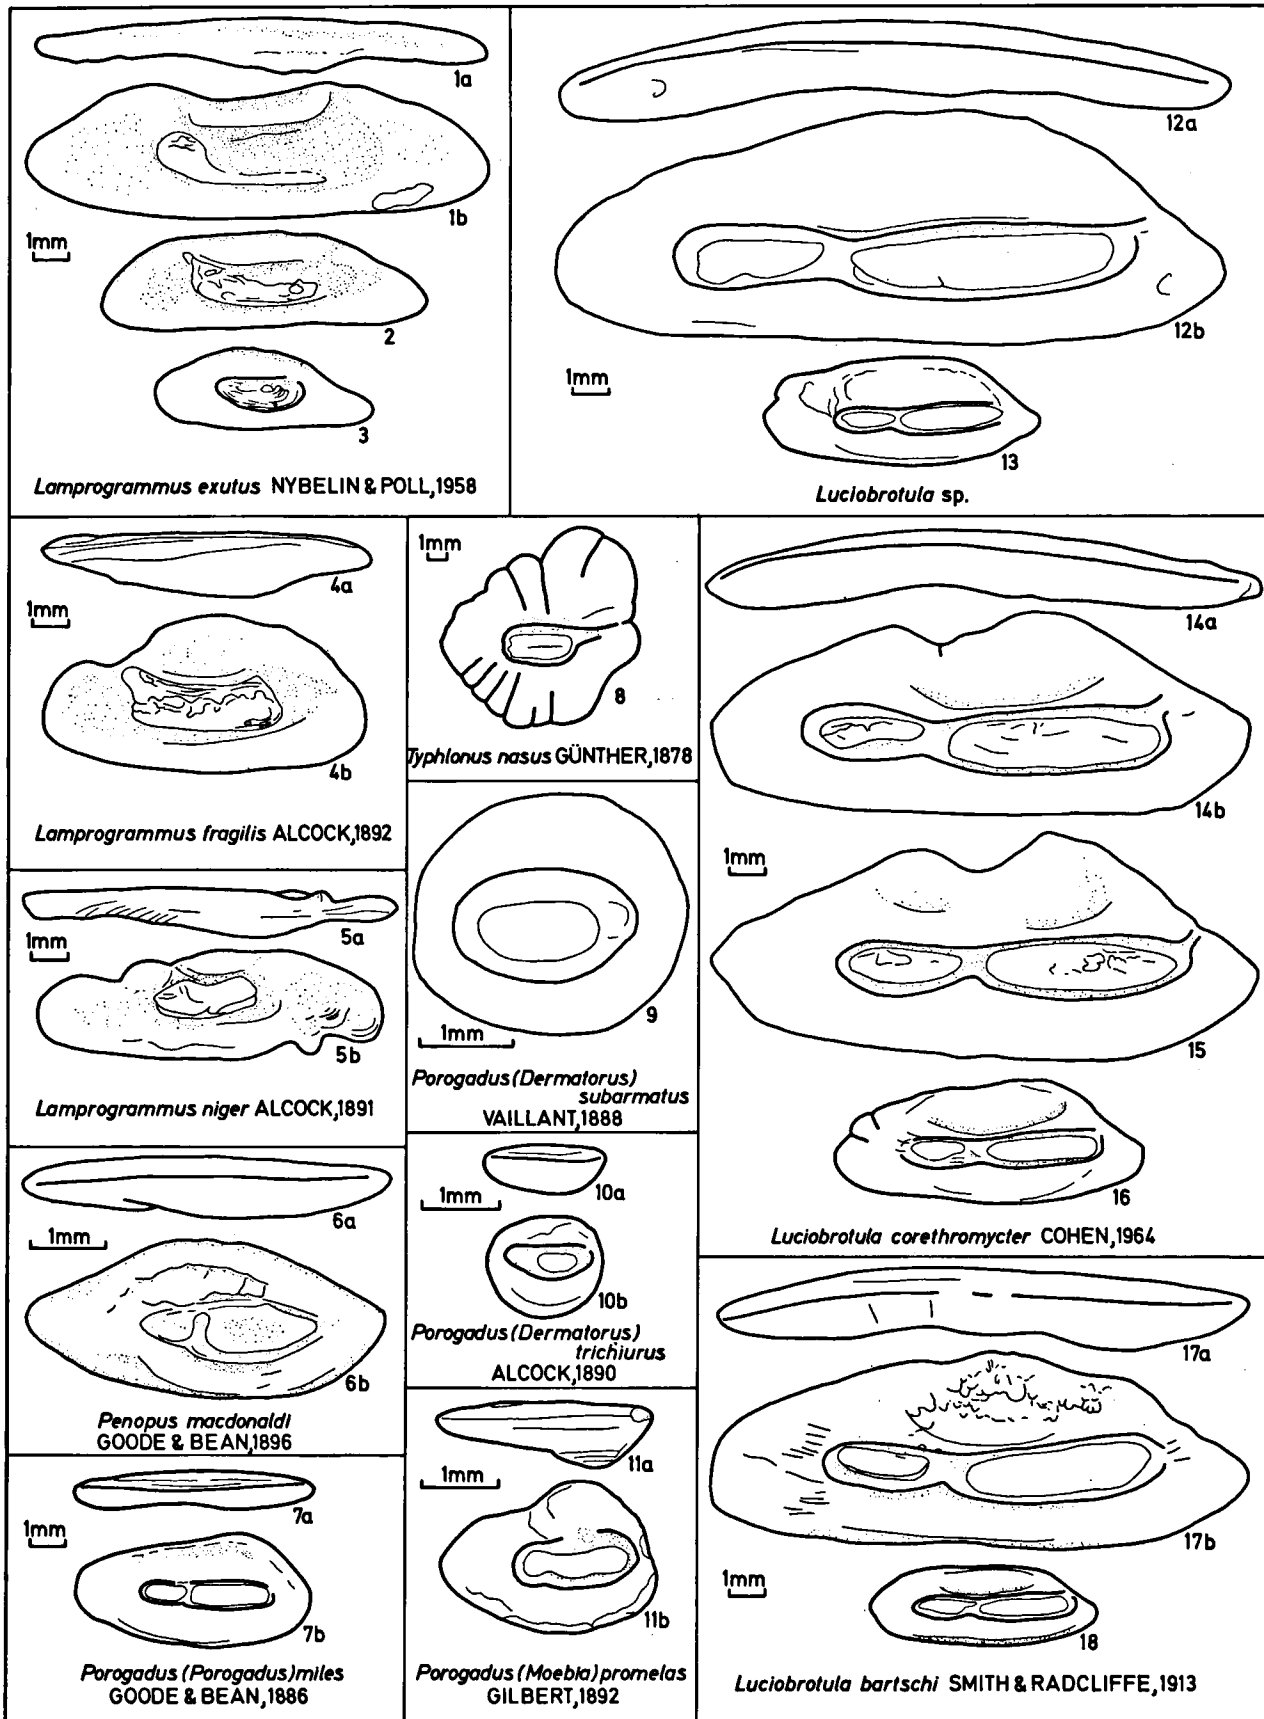 1a
1b
1mm
2
3
Lamprogrammus exutus NYBELIN & POLL,1958
12a
12b
1mm
13
Luciobrotula sp.
4a
1mm
4b
Lamprogrammus fragilis ALCOCK,1892
5a
1mm
5b
Lamprogrammus niger ALCOCK,1891
6a
1mm
6b
Penopus macdonaldi
GOODE & BEAN,1896
7a
1mm
7b
Porogadus (Porogadus) miles
GOODE & BEAN,1886
1mm
8
Typhlonus nasus GÜNTHER,1878
9
1mm
Porogadus (Dermatorus)
subarmatus
VAILLANT,1888
10a
1mm
10b
Porogadus (Dermatorus)
trichiurus
ALCOCK,1890
11a
1mm
11b
Porogadus (Moebia) promelas
GILBERT,1892
14a
14b
1mm
15
16
Luciobrotula corethromycter COHEN,1964
17a
17b
1mm
18
Luciobrotula bartschi SMITH & RADCLIFFE,1913